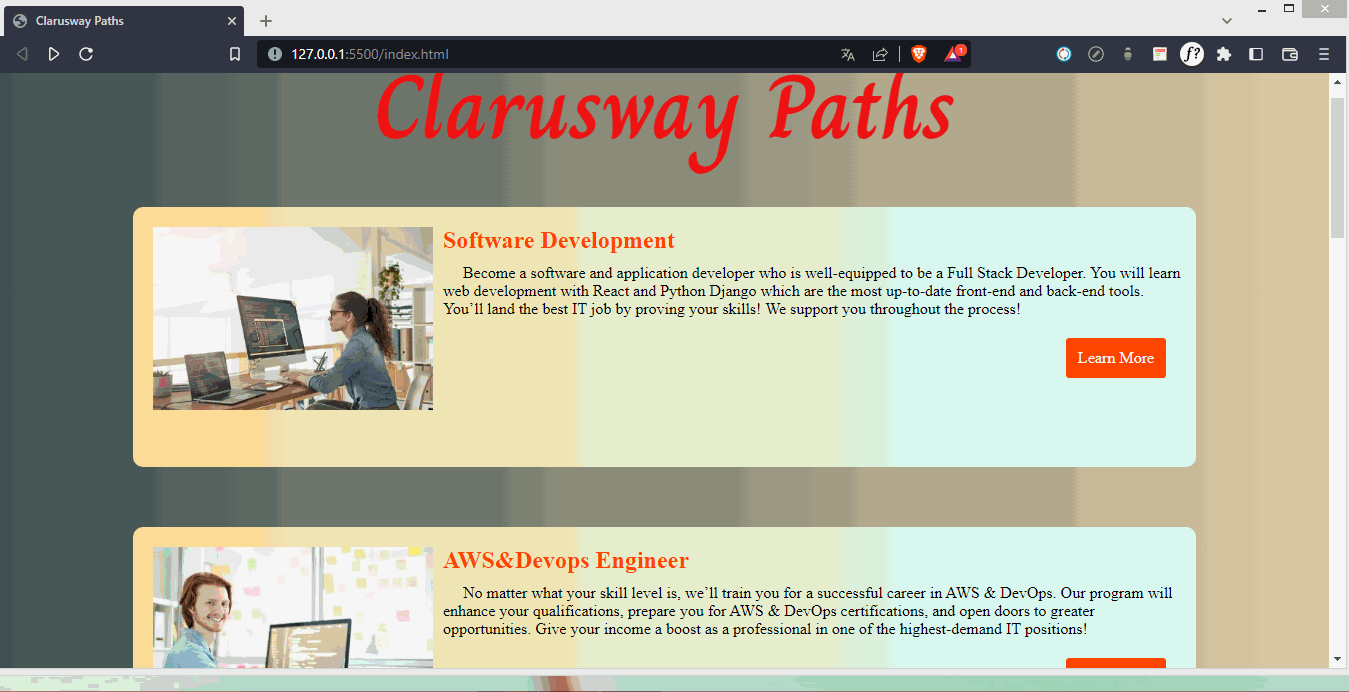 Clarusway Paths
127.0.0.1:5500/index.html
1
f?
Clarusway Paths
Software Development
Become a software and application developer who is well-equipped to be a Full Stack Developer. You will learn
web development with React and Python Django which are the most up-to-date front-end and back-end tools.
You’ll land the best IT job by proving your skills! We support you throughout the process!
Learn More
AWS&Devops Engineer
No matter what your skill level is, we’ll train you for a successful career in AWS & DevOps. Our program will
enhance your qualifications, prepare you for AWS & DevOps certifications, and open doors to greater
opportunities. Give your income a boost as a professional in one of the highest-demand IT positions!